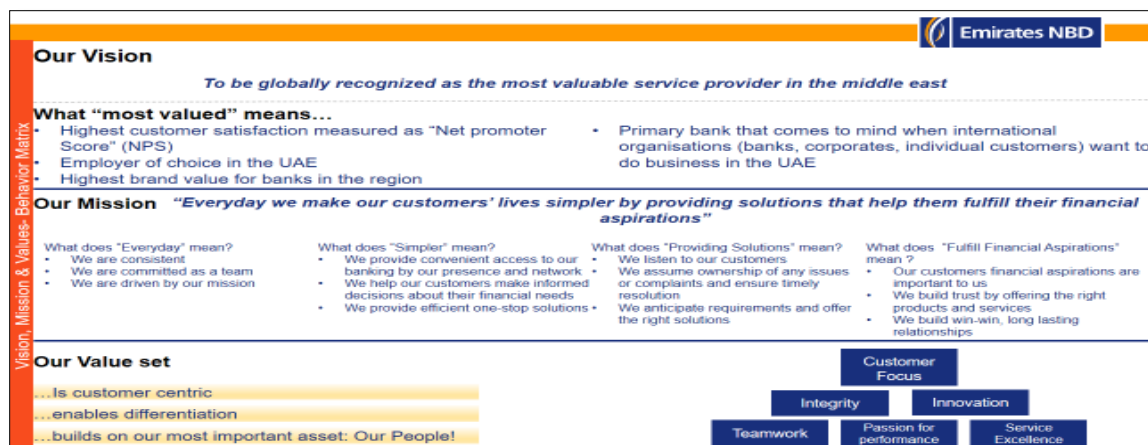 Emirates NBD
Vision, Mission & Values- Behavior Matrix
Our Vision
To be globally recognized as the most valuable service provider in the middle east
What “most valued” means…
• Highest customer satisfaction measured as “Net promoter
Score” (NPS)
• Employer of choice in the UAE
• Highest brand value for banks in the region
• Primary bank that comes to mind when international
organisations (banks, corporates, individual customers) want to
do business in the UAE
Our Mission “Everyday we make our customers’ lives simpler by providing solutions that help them fulfill their financial
aspirations”
What does “Everyday” mean?
• We are consistent
• We are committed as a team
• We are driven by our mission
What does “Simpler” mean?
• We provide convenient access to our
banking by our presence and network
• We help our customers make informed
decisions about their financial needs
• We provide efficient one-stop solutions
What does “Providing Solutions” mean?
• We listen to our customers
• We assume ownership of any issues
or complaints and ensure timely
resolution
• We anticipate requirements and offer
the right solutions
What does “Fulfill Financial Aspirations”
mean ?
• Our customers financial aspirations are
important to us
• We build trust by offering the right
products and services
• We build win-win, long lasting
relationships
Our Value set
…Is customer centric
…enables differentiation
…builds on our most important asset: Our People!
Customer
Focus
Integrity
Innovation
Teamwork
Passion for
performance
Service
Excellence